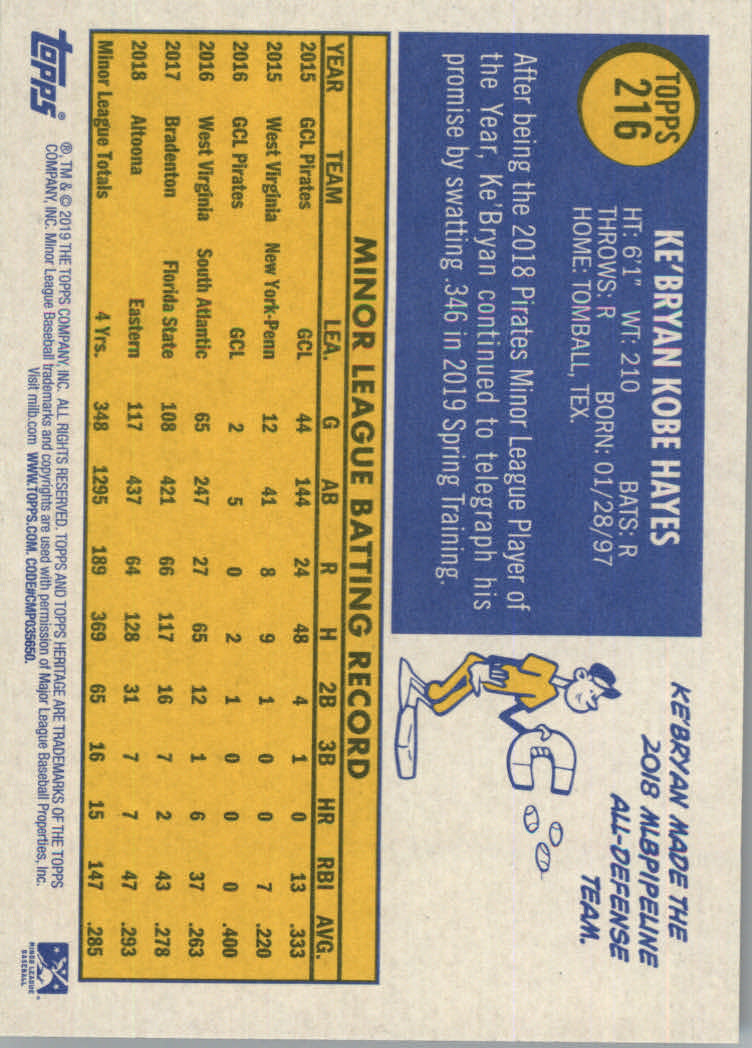 TOPPS
216
KE'BRYAN KOBE HAYES
HT: 6'1" WT: 210 BATS: R
THROWS: R BORN: 01/28/97
HOME: TOMBALL, TEX.
After being the 2018 Pirates Minor League Player of
the Year, Ke'Bryan continued to telegraph his
promise by swatting .346 in 2019 Spring Training.
KE'BRYAN MADE THE
2018 MLBPIPELINE
ALL-DEFENSE
TEAM.
MINOR LEAGUE BATTING RECORD
YEAR TEAM LEA. G AB R H 2B 3B HR RBI AVG.
2015 GCL Pirates GCL 44 144 24 48 4 1 0 13 .333
2015 West Virginia New York-Penn 12 41 8 9 1 0 0 7 .220
2016 GCL Pirates GCL 2 5 0 2 1 0 0 0 .400
2016 West Virginia South Atlantic 65 247 27 65 12 1 6 37 .263
2017 Bradenton Florida State 108 421 66 117 16 7 2 43 .278
2018 Altoona Eastern 117 437 64 128 31 7 7 47 .293
Minor League Totals 4 Yrs. 348 1295 189 369 65 16 15 147 .285
topps®
®, TM & © 2019 THE TOPPS COMPANY, INC. ALL RIGHTS RESERVED. TOPPS AND TOPPS HERITAGE ARE TRADEMARKS OF THE TOPPS
COMPANY, INC. Minor League Baseball trademarks and copyrights are used with permission of Major League Baseball Properties, Inc.
Visit milb.com WWW.TOPPS.COM. CODE#CMP035650.
MINOR LEAGUE
BASEBALL